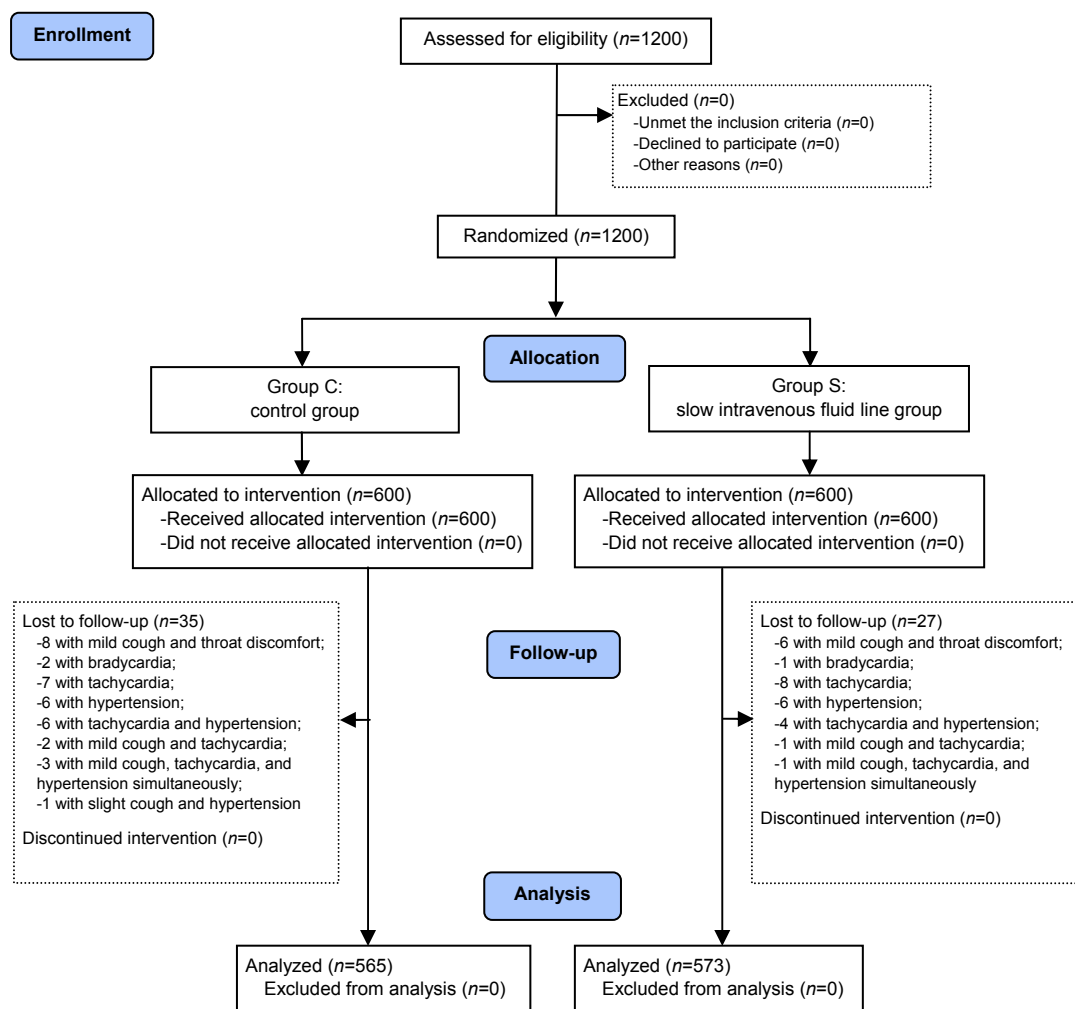 Enrollment
Assessed for eligibility (n=1200)
Excluded (n=0)
-Unmet the inclusion criteria (n=0)
-Declined to participate (n=0)
-Other reasons (n=0)
Randomized (n=1200)
Allocation
Group C:
control group
Group S:
slow intravenous fluid line group
Allocated to intervention (n=600)
-Received allocated intervention (n=600)
-Did not receive allocated intervention (n=0)
Allocated to intervention (n=600)
-Received allocated intervention (n=600)
-Did not receive allocated intervention (n=0)
Follow-up
Lost to follow-up (n=35)
-8 with mild cough and throat discomfort;
-2 with bradycardia;
-7 with tachycardia;
-6 with hypertension;
-6 with tachycardia and hypertension;
-2 with mild cough and tachycardia;
-3 with mild cough, tachycardia, and
hypertension simultaneously;
-1 with slight cough and hypertension
Discontinued intervention (n=0)
Lost to follow-up (n=27)
-6 with mild cough and throat discomfort;
-1 with bradycardia;
-8 with tachycardia;
-6 with hypertension;
-4 with tachycardia and hypertension;
-1 with mild cough and tachycardia;
-1 with mild cough, tachycardia, and
hypertension simultaneously
Discontinued intervention (n=0)
Analysis
Analyzed (n=565)
Excluded from analysis (n=0)
Analyzed (n=573)
Excluded from analysis (n=0)